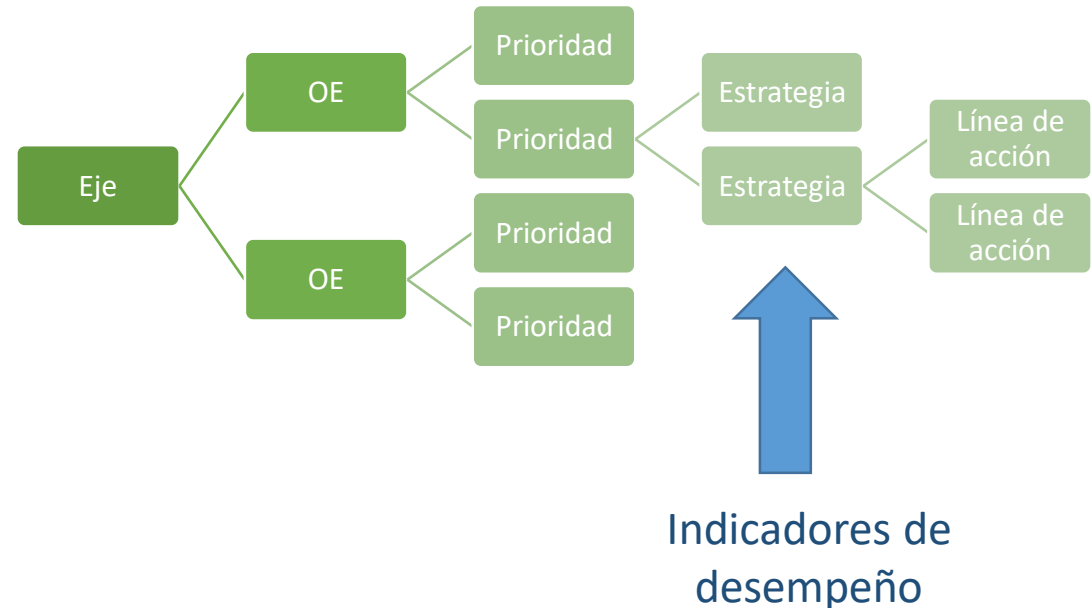 Eje
OE
OE
Prioridad
Prioridad
Prioridad
Prioridad
Estrategia
Estrategia
Línea de
acción
Línea de
acción
Indicadores de
desempeño